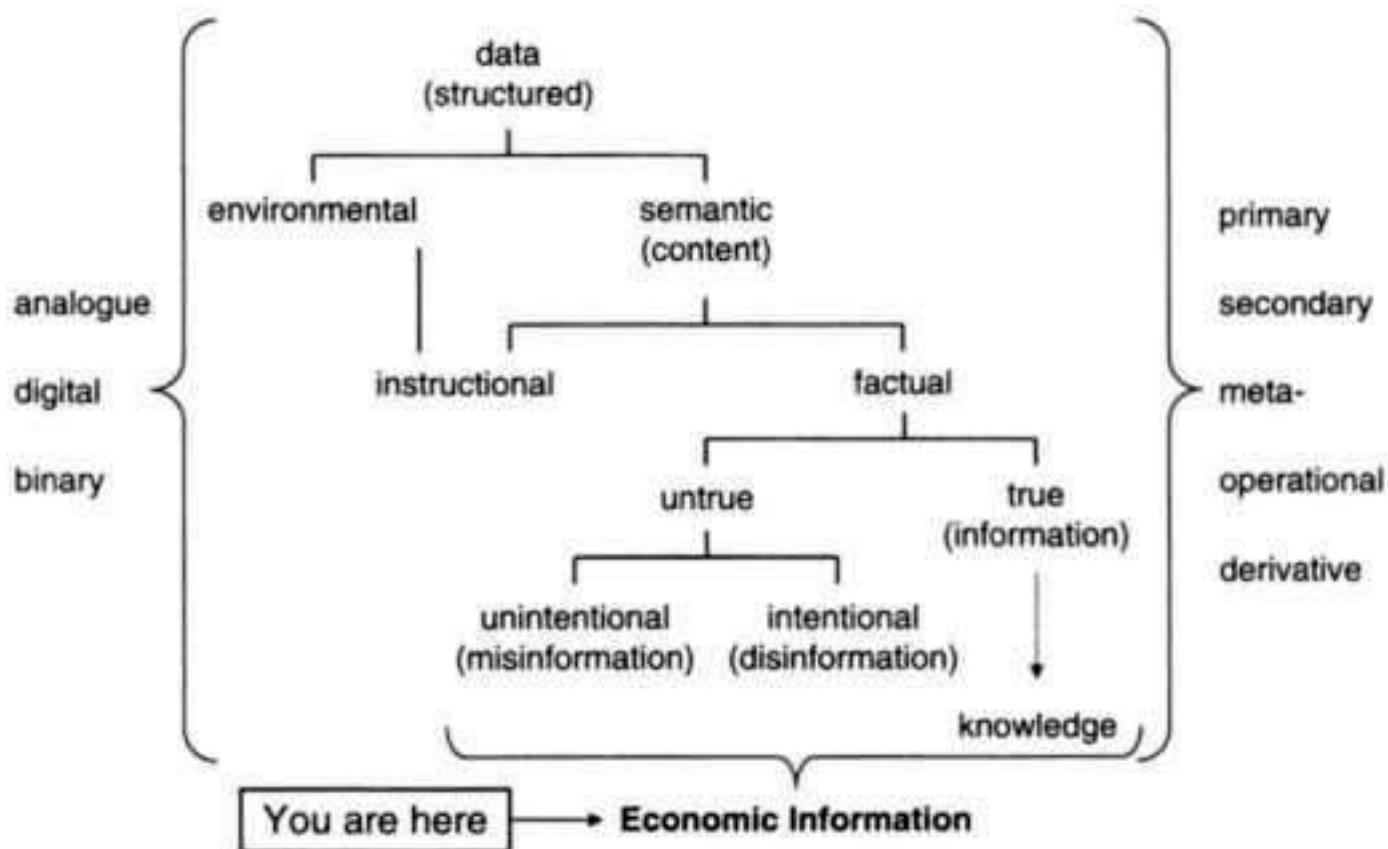 data
(structured)
environmental
semantic
(content)
primary
analogue
secondary
digital
instructional
factual
meta-
binary
untrue
true
(information)
operational
derivative
unintentional
(misinformation)
intentional
(disinformation)
knowledge
You are here
Economic Information